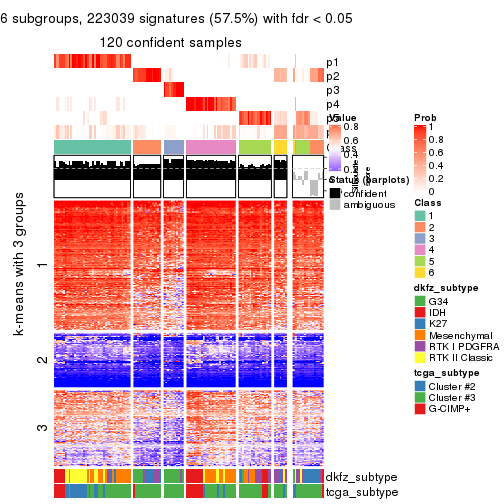 6 subgroups, 223039 signatures (57.5%) with fdr < 0.05
120 confident samples
p1
p2
p3
p4
Value
0.8
0.6
0.4
0.2
Status (barplots)
confident
ambiguous
k-means with 3 groups
1
2
3
dkfz_subtype
tcga_subtype
Prob
1
0.8
0.6
0.4
0.2
0
Class
1
2
3
4
5
6
dkfz_subtype
G34
IDH
K27
Mesenchymal
RTK I PDGFRA
RTK II Classic
tcga_subtype
Cluster #2
Cluster #3
G-CIMP+